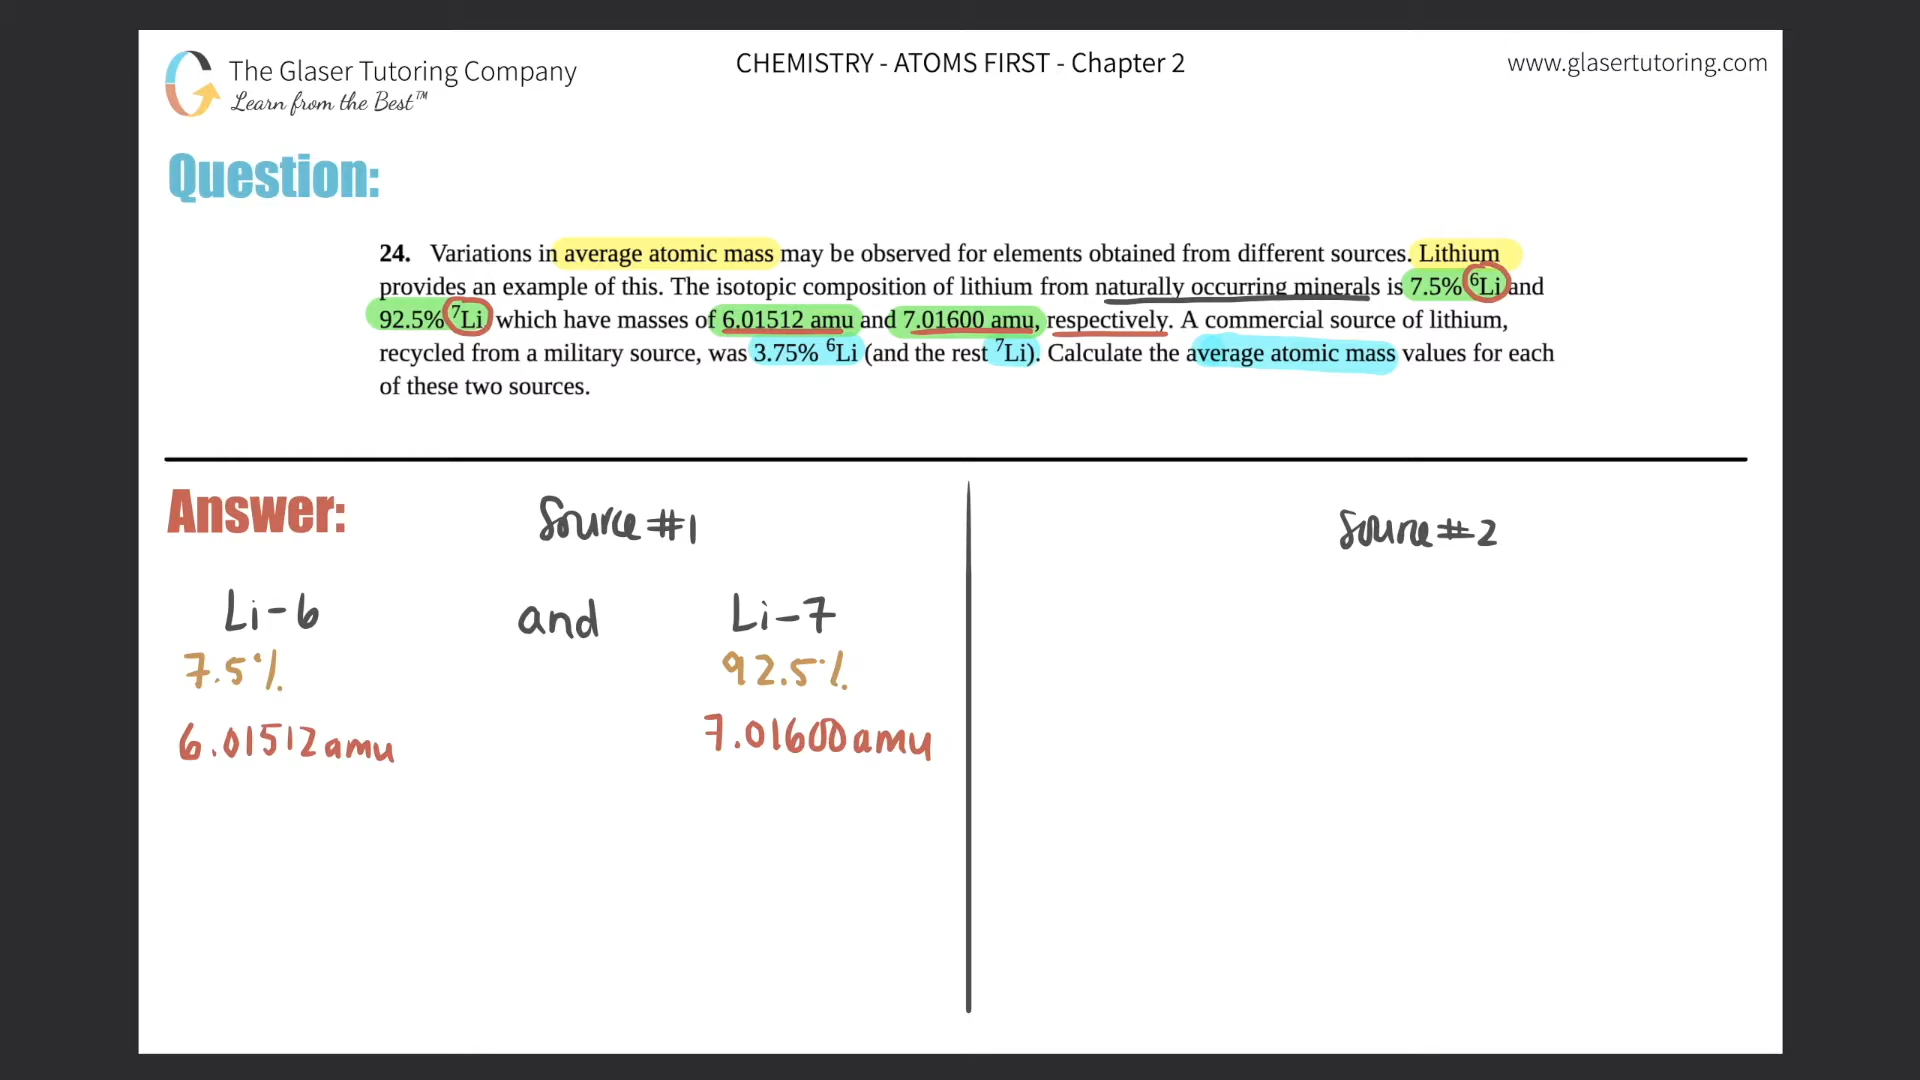 The Glaser Tutoring Company
Learn from the Best™
CHEMISTRY - ATOMS FIRST - Chapter 2
www.glasertutoring.com
Question:
24. Variations in average atomic mass may be observed for elements obtained from different sources. Lithium
provides an example of this. The isotopic composition of lithium from naturally occurring minerals is 7.5% ⁶Li and
92.5% ⁷Li, which have masses of 6.01512 amu and 7.01600 amu, respectively. A commercial source of lithium,
recycled from a military source, was 3.75% ⁶Li (and the rest ⁷Li). Calculate the average atomic mass values for each
of these two sources.
Answer:
Source #1
Source #2
Li-6 and Li-7
7.5% 92.5%
6.01512 amu 7.01600 amu